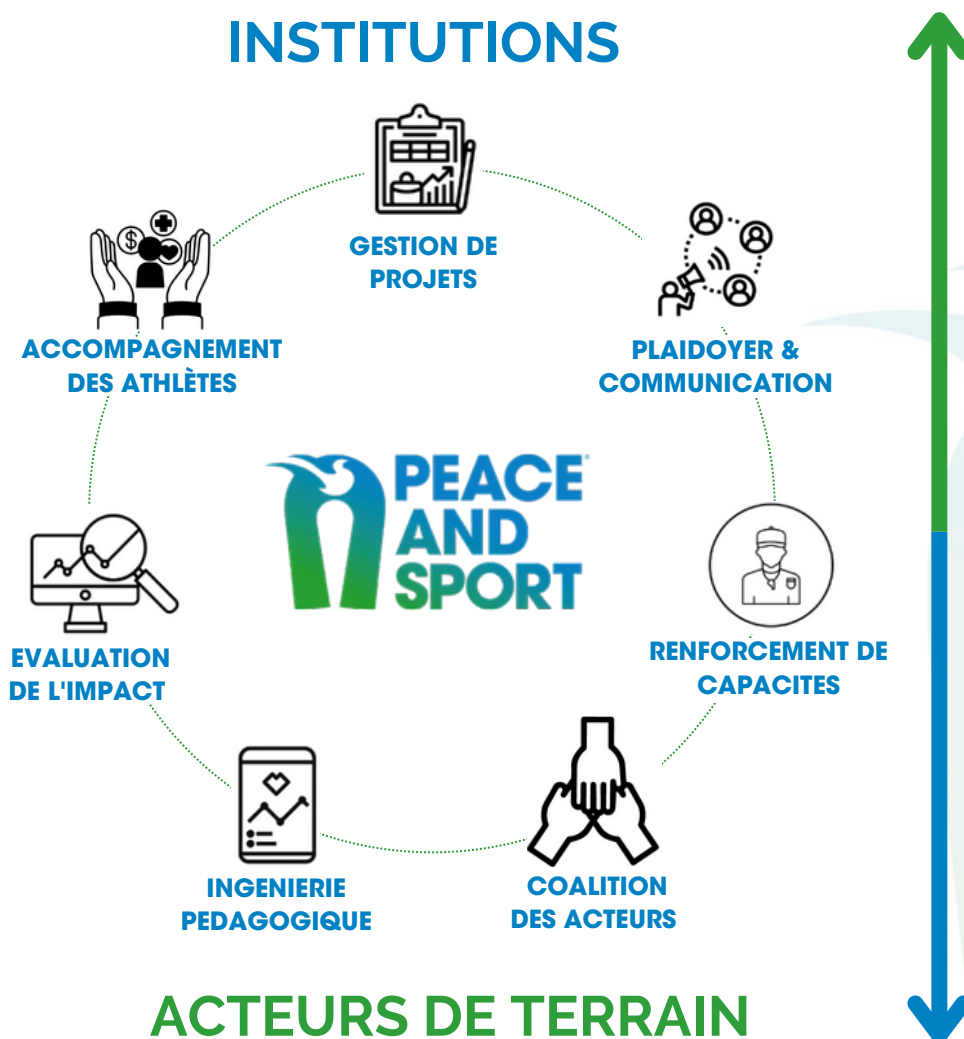 INSTITUTIONS
GESTION DE
PROJETS
ACCOMPAGNEMENT
DES ATHLÈTES
PLAIDOYER &
COMMUNICATION
PEACE
AND
SPORT
EVALUATION
DE L'IMPACT
RENFORCEMENT DE
CAPACITES
INGENIERIE
PEDAGOGIQUE
COALITION
DES ACTEURS
ACTEURS DE TERRAIN